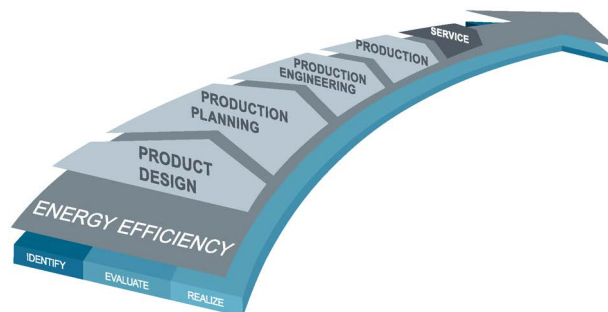 SERVICE
PRODUCTION
PRODUCTION
ENGINEERING
PRODUCTION
PLANNING
PRODUCT
DESIGN
ENERGY EFFICIENCY
IDENTIFY
EVALUATE
REALIZE